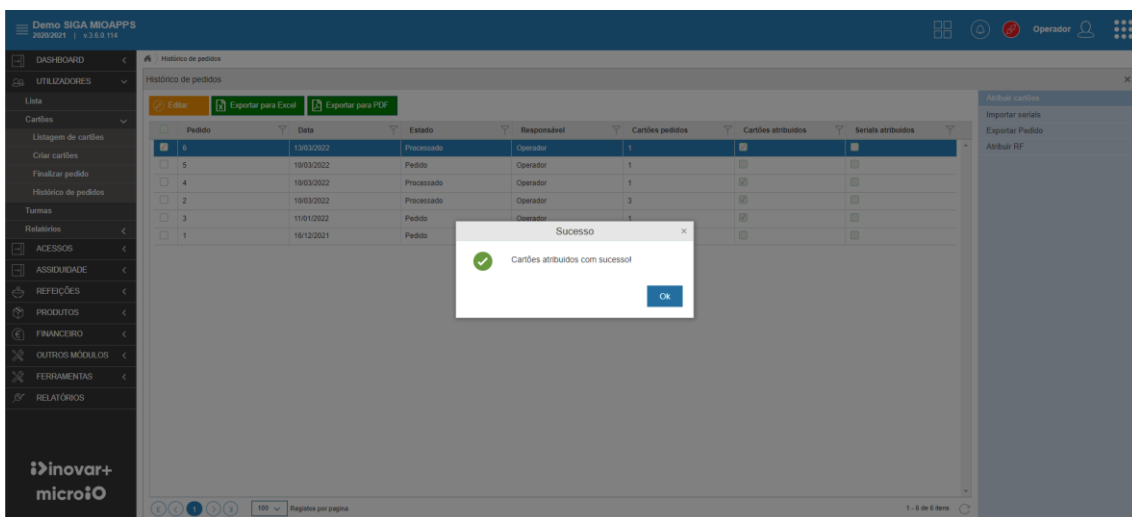 Demo SIGA MIOAPPS
2020/2021 | v.3.6.0.114
Operador
DASHBOARD
UTILIZADORES
Lista
Cartões
Listagem de cartões
Criar cartões
Finalizar pedido
Histórico de pedidos
Turmas
Relatórios
ACESSOS
ASSIDUIDADE
REFEIÇÕES
PRODUTOS
FINANCEIRO
OUTROS MÓDULOS
FERRAMENTAS
RELATÓRIOS
inovar+
microiO
Histórico de pedidos
Histórico de pedidos ×
Editar Exportar para Excel Exportar para PDF
Pedido Data Estado Responsável Cartões pedidos Cartões atribuidos Serials atribuidos
6 13/03/2022 Processado Operador 1
5 10/03/2022 Pedido Operador 1
4 10/03/2022 Processado Operador 1
2 10/03/2022 Processado Operador 3
3 11/01/2022 Pedido Operador 1
1 16/12/2021 Pedido
Sucesso ×
Cartões atribuidos com sucesso!
Ok
Atribuir cartões
Importar serials
Exportar Pedido
Atribuir RF
1 100 Registos por pagina 1 - 6 de 6 itens